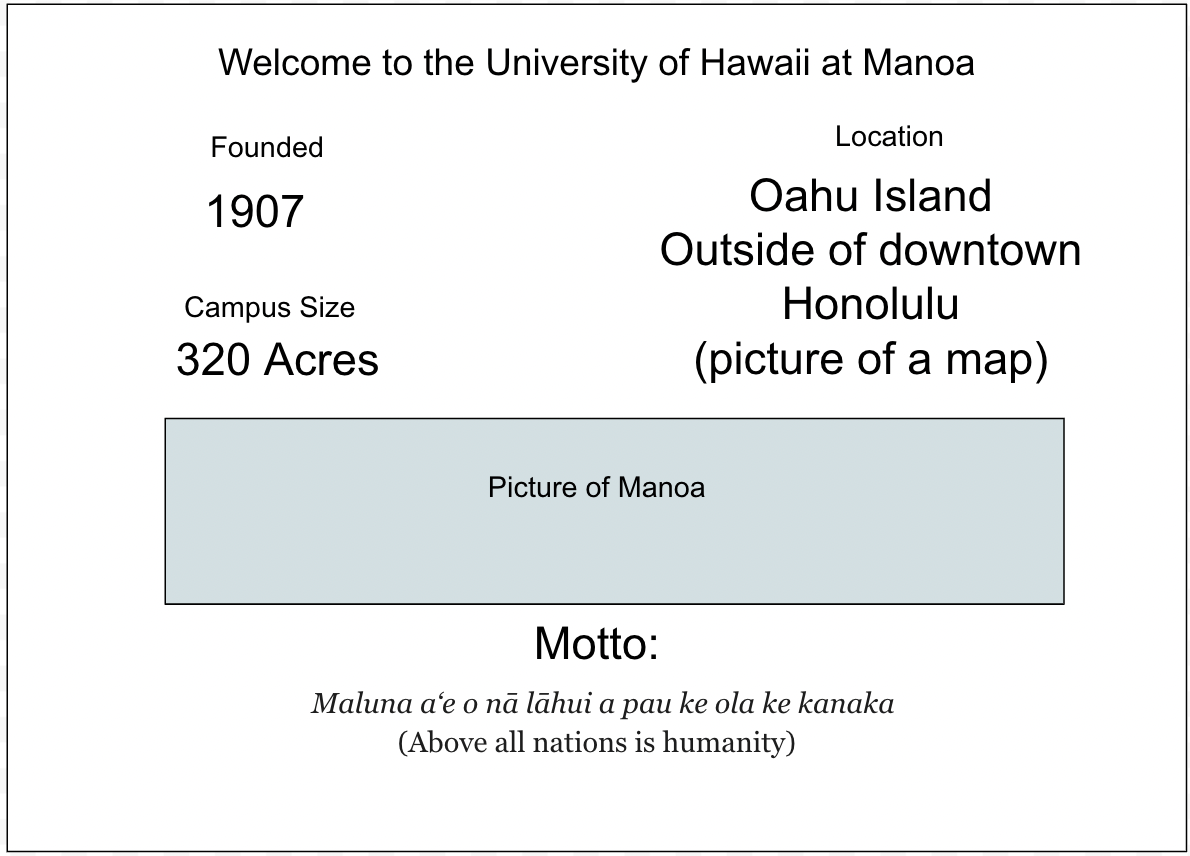 Welcome to the University of Hawaii at Manoa
Founded
1907
Campus Size
320 Acres
Location
Oahu Island
Outside of downtown
Honolulu
(picture of a map)
Picture of Manoa
Motto:
Maluna a‘e o nā lāhui a pau ke ola ke kanaka
(Above all nations is humanity)